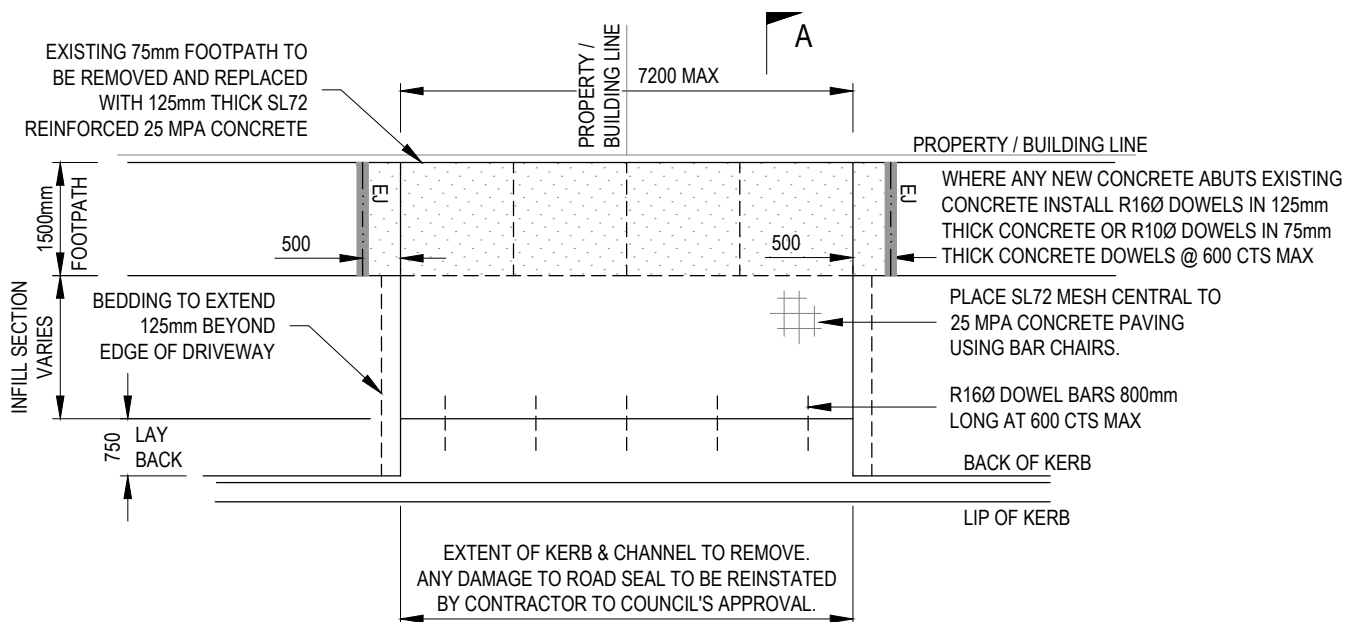 EXISTING 75mm FOOTPATH TO
BE REMOVED AND REPLACED
WITH 125mm THICK SL72
REINFORCED 25 MPA CONCRETE
PROPERTY /
BUILDING LINE
A
7200 MAX
PROPERTY / BUILDING LINE
1500mm
FOOTPATH
EJ
EJ
500
500
WHERE ANY NEW CONCRETE ABUTS EXISTING
CONCRETE INSTALL R16Ø DOWELS IN 125mm
THICK CONCRETE OR R10Ø DOWELS IN 75mm
THICK CONCRETE DOWELS @ 600 CTS MAX
INFILL SECTION
VARIES
BEDDING TO EXTEND
125mm BEYOND
EDGE OF DRIVEWAY
PLACE SL72 MESH CENTRAL TO
25 MPA CONCRETE PAVING
USING BAR CHAIRS.
R16Ø DOWEL BARS 800mm
LONG AT 600 CTS MAX
750
LAY
BACK
BACK OF KERB
LIP OF KERB
EXTENT OF KERB & CHANNEL TO REMOVE.
ANY DAMAGE TO ROAD SEAL TO BE REINSTATED
BY CONTRACTOR TO COUNCIL'S APPROVAL.